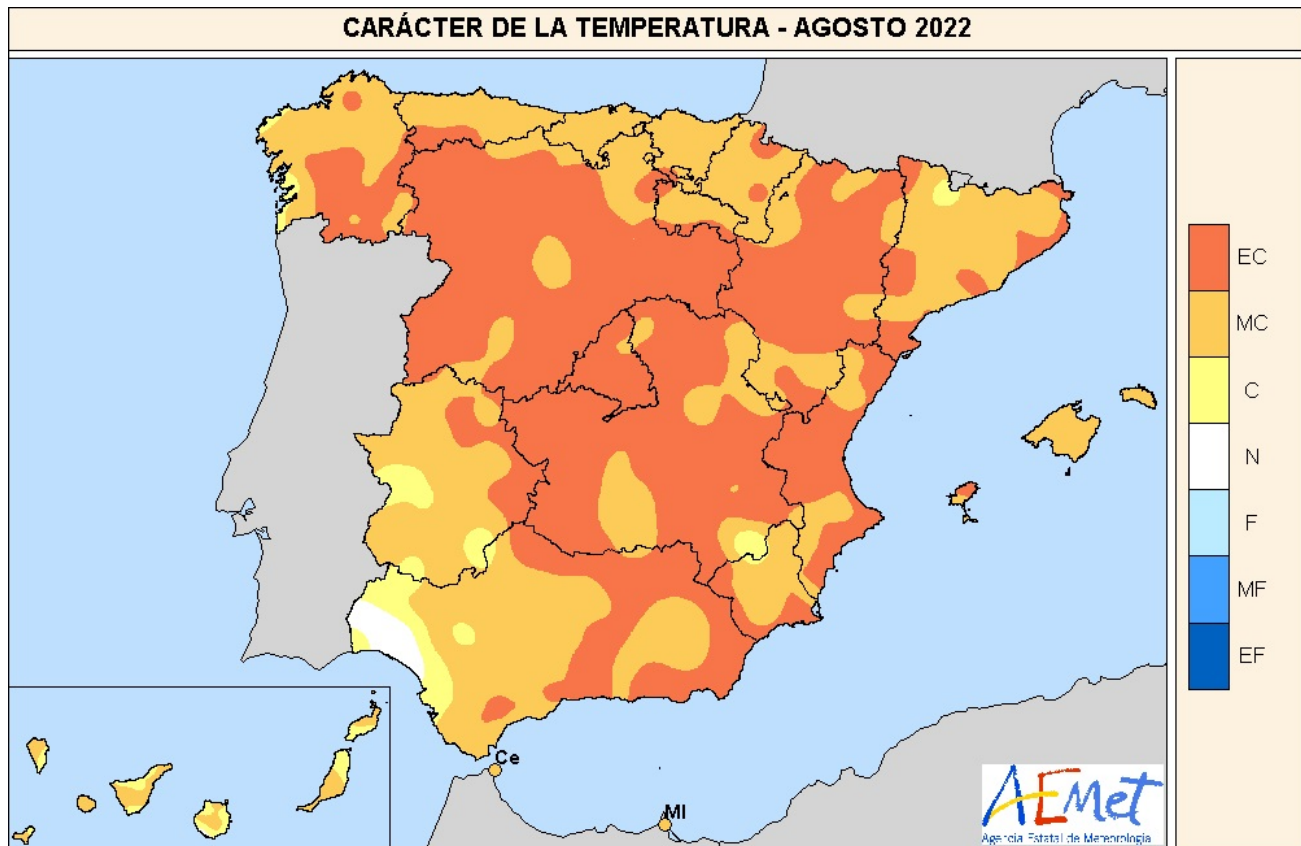 CARÁCTER DE LA TEMPERATURA - AGOSTO 2022
EC
MC
C
N
F
MF
EF
Ce
Ml
AEMet
Agencia Estatal de Meteorología